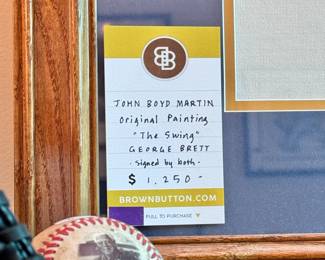 BB
JOHN BOYD MARTIN
original Painting
"The Swing"
GEORGE BRETT
- signed by both -
$ 1,250-
BROWNBUTTON.COM
PULL TO PURCHASE